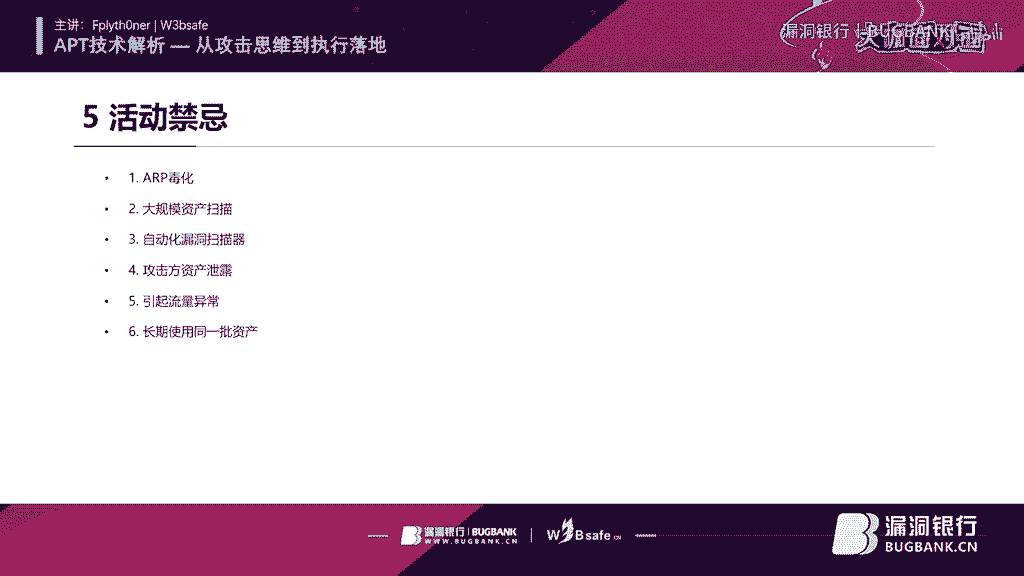 主讲：Fplyth0ner | W3bsafe
APT技术解析 — 从攻击思维到执行落地
漏洞银行 | BUGBANK
大咖面对面
5 活动禁忌
• 1. ARP毒化
• 2. 大规模资产扫描
• 3. 自动化漏洞扫描器
• 4. 攻击方资产泄露
• 5. 引起流量异常
• 6. 长期使用同一批资产
漏洞银行 | BUGBANK
WWW.BUGBANK.CN
W3Bsafe.CN
漏洞银行
BUGBANK.CN